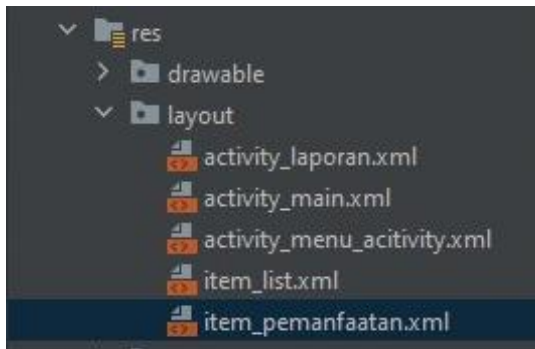 res
drawable
layout
activity_laporan.xml
activity_main.xml
activity_menu_acitivity.xml
item_list.xml
item_pemanfaatan.xml